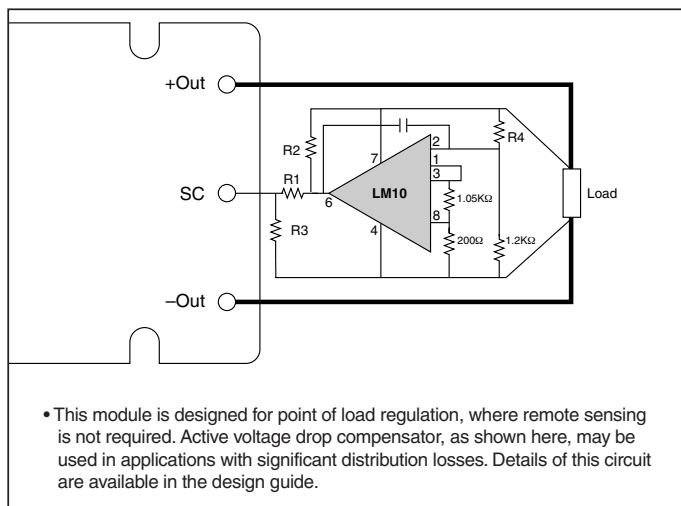 +Out
R2
R1
SC
R3
–Out
7
6
4
LM10
2
1
3
8
R4
1.05KΩ
200Ω
1.2KΩ
Load
• This module is designed for point of load regulation, where remote sensing
is not required. Active voltage drop compensator, as shown here, may be
used in applications with significant distribution losses. Details of this circuit
are available in the design guide.